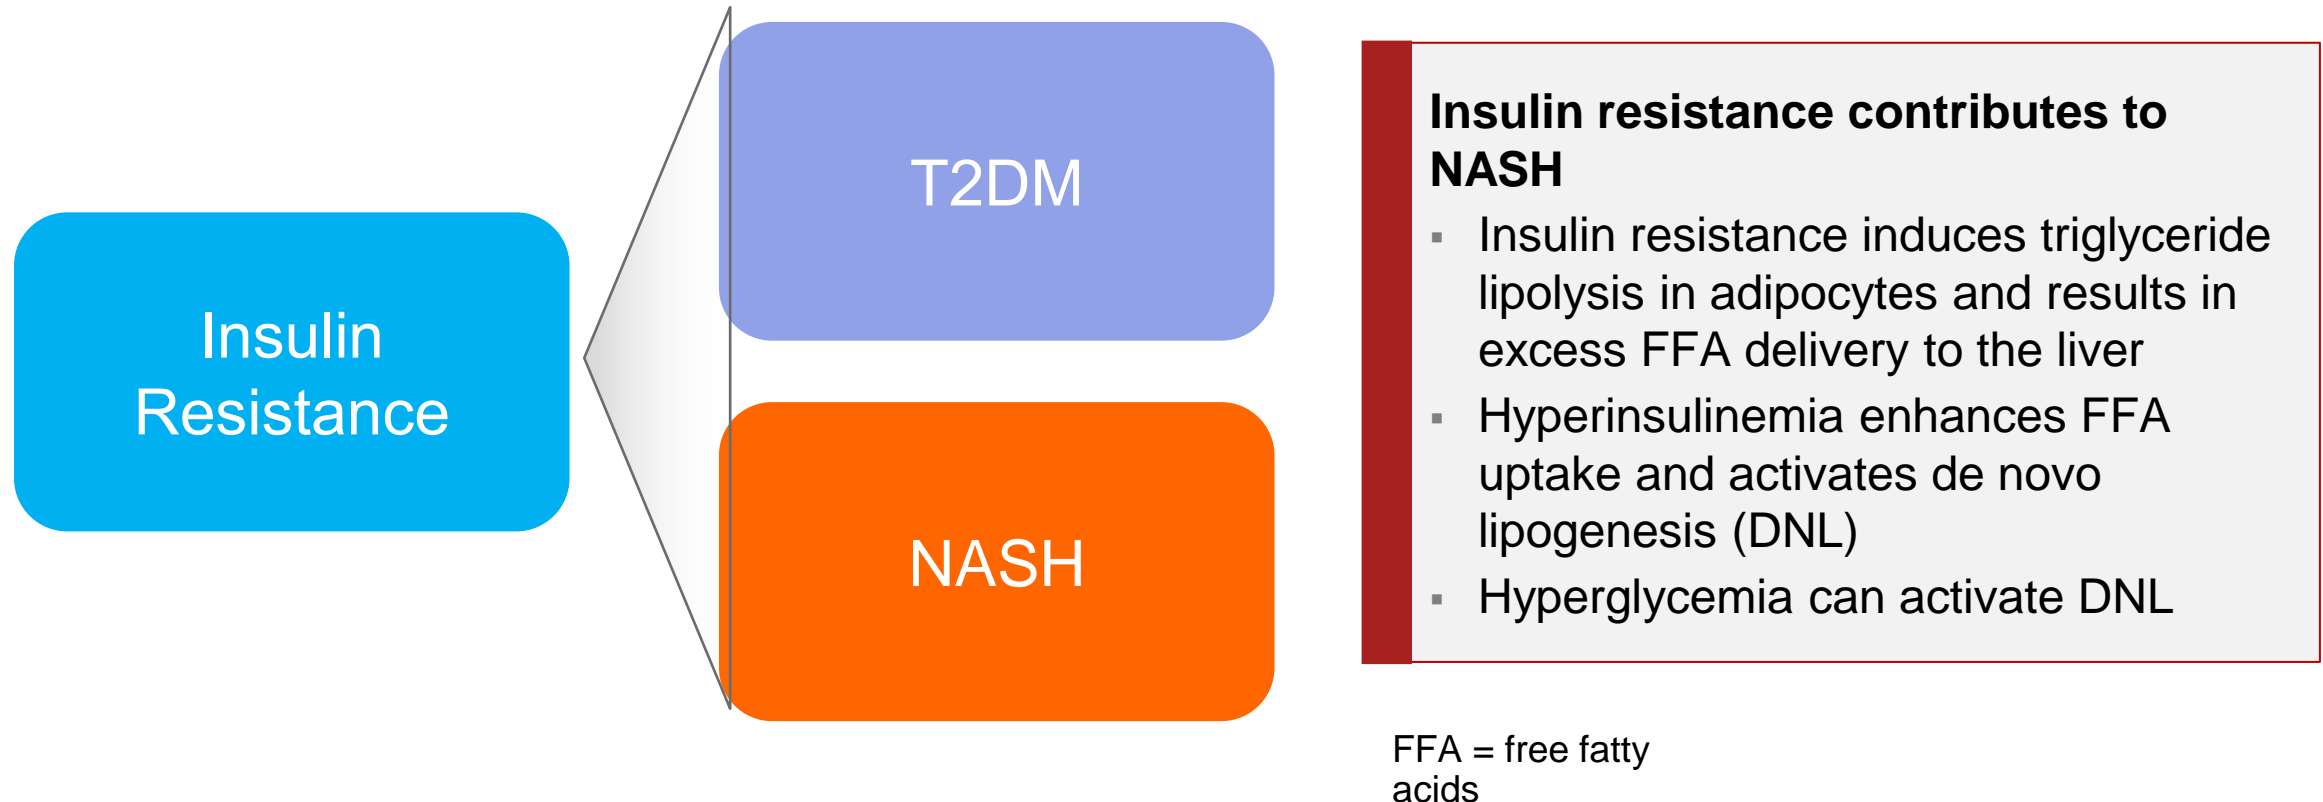 Insulin
Resistance
T2DM
NASH
Insulin resistance contributes to
NASH
▪ Insulin resistance induces triglyceride
lipolysis in adipocytes and results in
excess FFA delivery to the liver
▪ Hyperinsulinemia enhances FFA
uptake and activates de novo
lipogenesis (DNL)
▪ Hyperglycemia can activate DNL
FFA = free fatty
acids